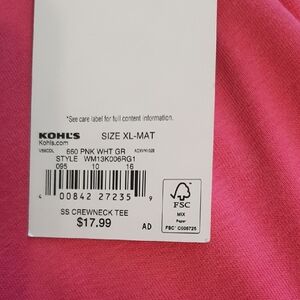 *See care label for full content information.
KOHL'S SIZE XL-MAT
Kohls.com
660 PNK WHT GR
STYLE WM13K006RG1
095 10 16
4 00842 27235 9
FSC
MIX
Paper
FSC® C006725
SS CREWNECK TEE AD
$17.99